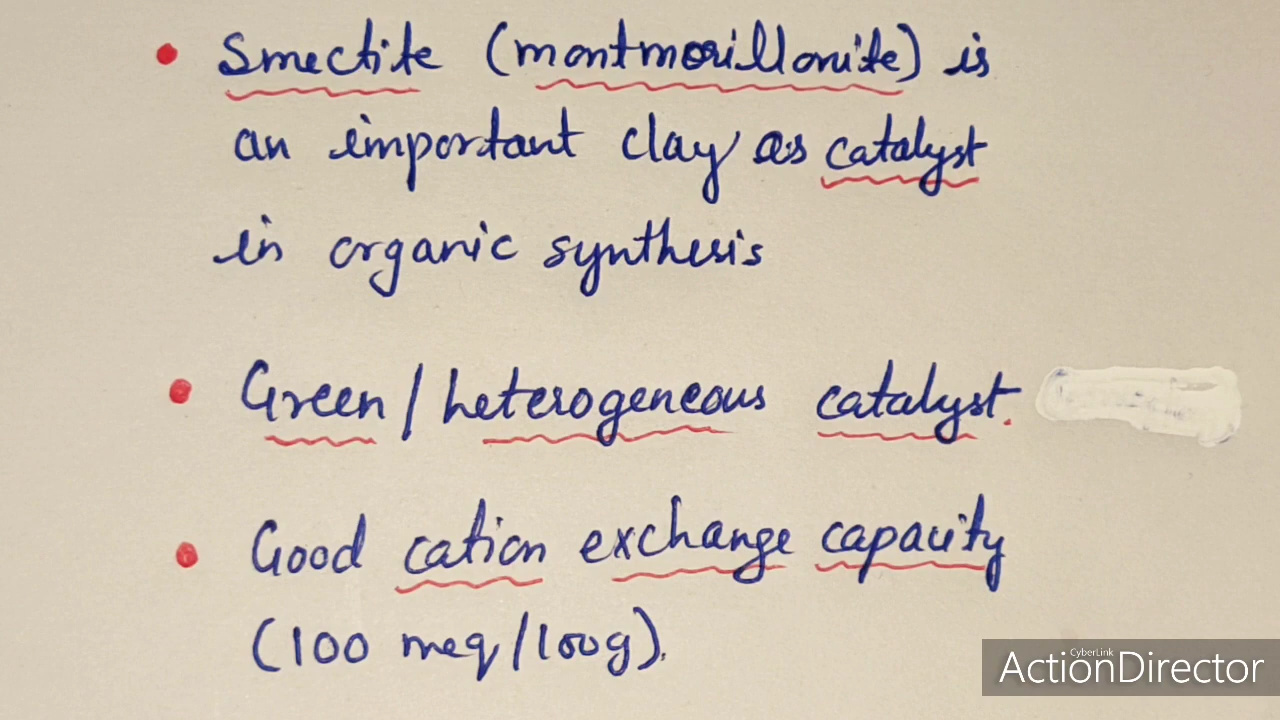 • Smectite (montmorillonite) is
an important clay as catalyst
in organic synthesis
• Green/heterogeneous catalyst.
• Good cation exchange capacity
(100 meq/100g).
CyberLink
ActionDirector